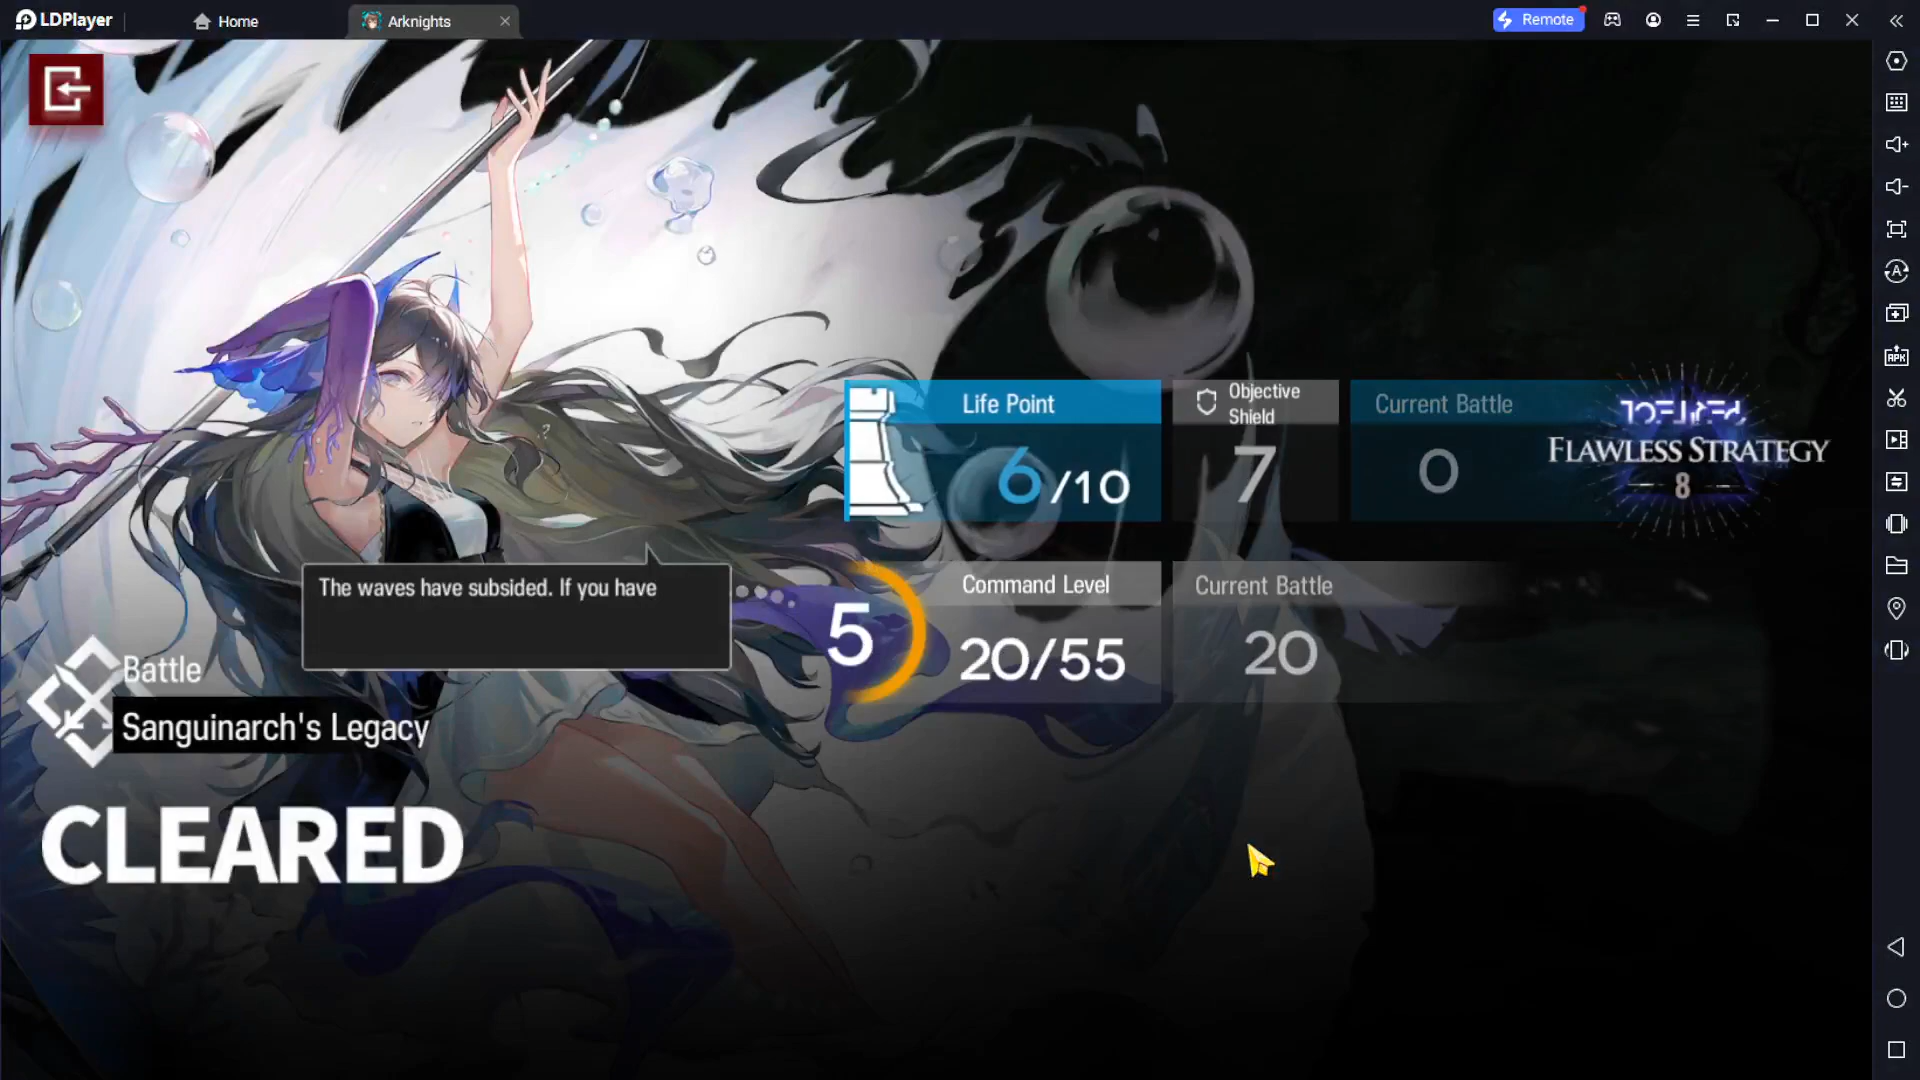 LDPlayer
Home
Arknights
Remote
Life Point
6/10
Objective
Shield
7
Current Battle
0
FLAWLESS STRATEGY
8
The waves have subsided. If you have
5
Command Level
20/55
Current Battle
20
Battle
Sanguinarch's Legacy
CLEARED
A
APK